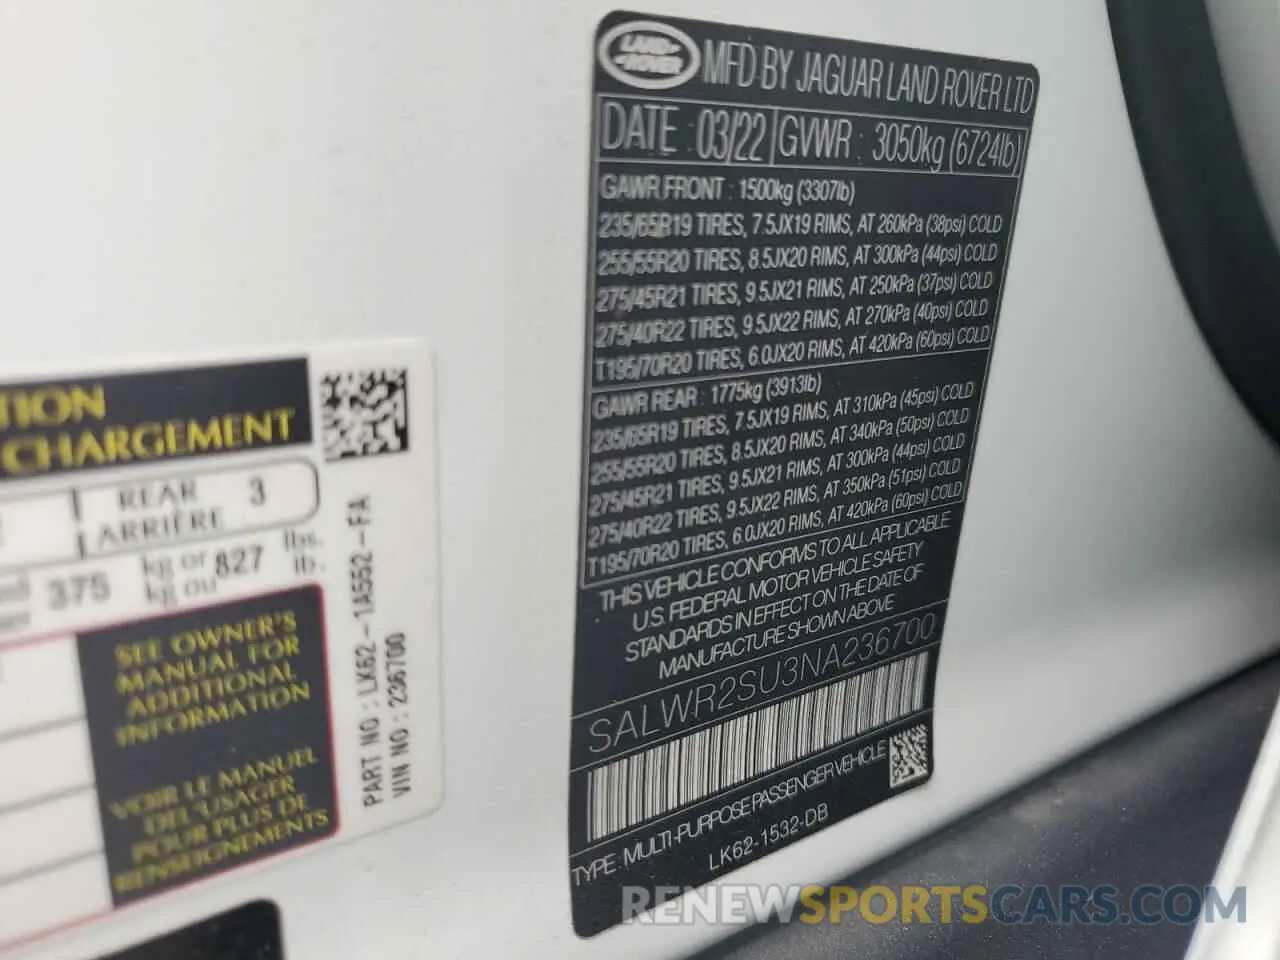 LAND ROVER
MFD BY JAGUAR LAND ROVER LTD
DATE : 03/22 GVWR : 3050kg (6724lb)
GAWR FRONT : 1500kg (3307lb)
235/65R19 TIRES, 7.5JX19 RIMS, AT 260kPa (38psi) COLD
255/55R20 TIRES, 8.5JX20 RIMS, AT 300kPa (44psi) COLD
275/45R21 TIRES, 9.5JX21 RIMS, AT 250kPa (37psi) COLD
275/40R22 TIRES, 9.5JX22 RIMS, AT 270kPa (40psi) COLD
T195/70R20 TIRES, 6.0JX20 RIMS, AT 420kPa (60psi) COLD
GAWR REAR : 1775kg (3913lb)
235/65R19 TIRES, 7.5JX19 RIMS, AT 310kPa (45psi) COLD
255/55R20 TIRES, 8.5JX20 RIMS, AT 340kPa (50psi) COLD
275/45R21 TIRES, 9.5JX21 RIMS, AT 300kPa (44psi) COLD
275/40R22 TIRES, 9.5JX22 RIMS, AT 350kPa (51psi) COLD
T195/70R20 TIRES, 6.0JX20 RIMS, AT 420kPa (60psi) COLD
THIS VEHICLE CONFORMS TO ALL APPLICABLE
U.S. FEDERAL MOTOR VEHICLE SAFETY
STANDARDS IN EFFECT ON THE DATE OF
MANUFACTURE SHOWN ABOVE
SALWR2SU3NA236700
TYPE: MULTI-PURPOSE PASSENGER VEHICLE
LK62-1532-DB
TION
CHARGEMENT
REAR 3
ARRIÈRE
375 kg or 827 lbs.
kg ou lb.
SEE OWNER'S
MANUAL FOR
ADDITIONAL
INFORMATION
VOIR LE MANUEL
DE L'USAGER
POUR PLUS DE
RENSEIGNEMENTS
PART NO : LK62-1A552-FA
VIN NO : 236700
RENEWSPORTSCARS.COM